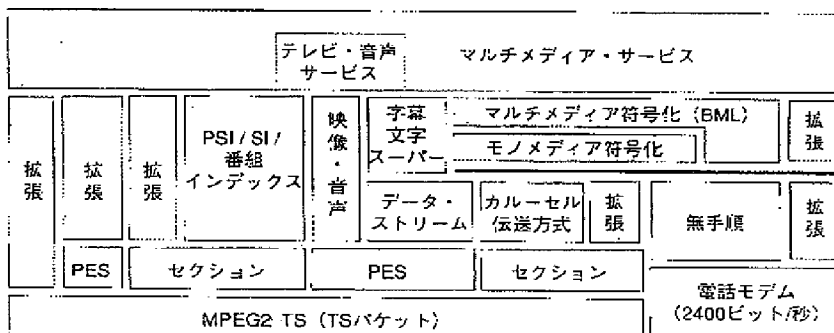 テレビ・音声
サービス
マルチメディア・サービス
拡張
拡張
拡張
PSI / SI /
番組
インデックス
映像・音声
字幕
文字
スーパー
マルチメディア符号化 (BML)
モノメディア符号化
拡張
データ・
ストリーム
カルーセル
伝送方式
拡張
無手順
拡張
PES
セクション
PES
セクション
MPEG2 TS (TSパケット)
電話モデム
(2400ビット/秒)